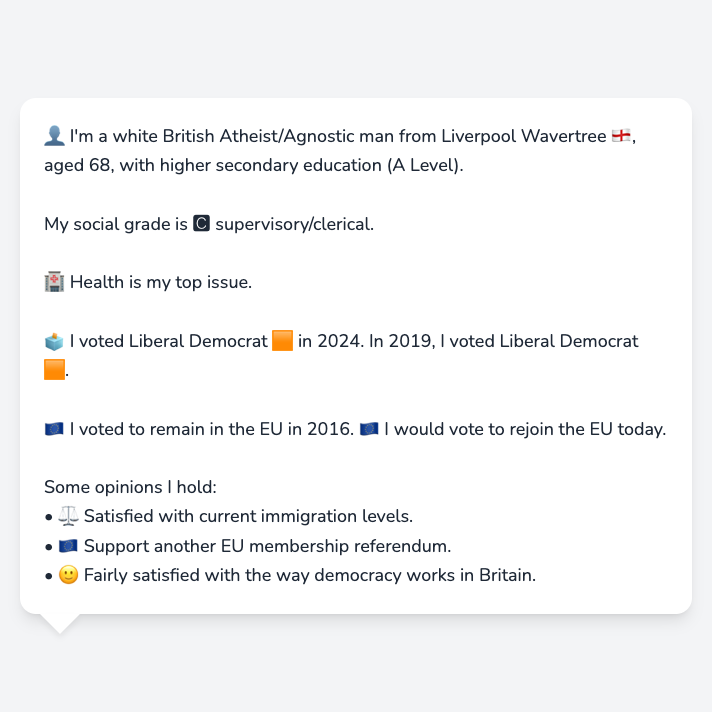 👤 I'm a white British Atheist/Agnostic man from Liverpool Wavertree 🏴󠁧󠁢󠁥󠁮󠁧󠁿,
aged 68, with higher secondary education (A Level).
My social grade is 🅲 supervisory/clerical.
🏥 Health is my top issue.
🗳️ I voted Liberal Democrat 🟧 in 2024. In 2019, I voted Liberal Democrat
🟧.
🇪🇺 I voted to remain in the EU in 2016. 🇪🇺 I would vote to rejoin the EU today.
Some opinions I hold:
• ⚖️ Satisfied with current immigration levels.
• 🇪🇺 Support another EU membership referendum.
• 🙂 Fairly satisfied with the way democracy works in Britain.